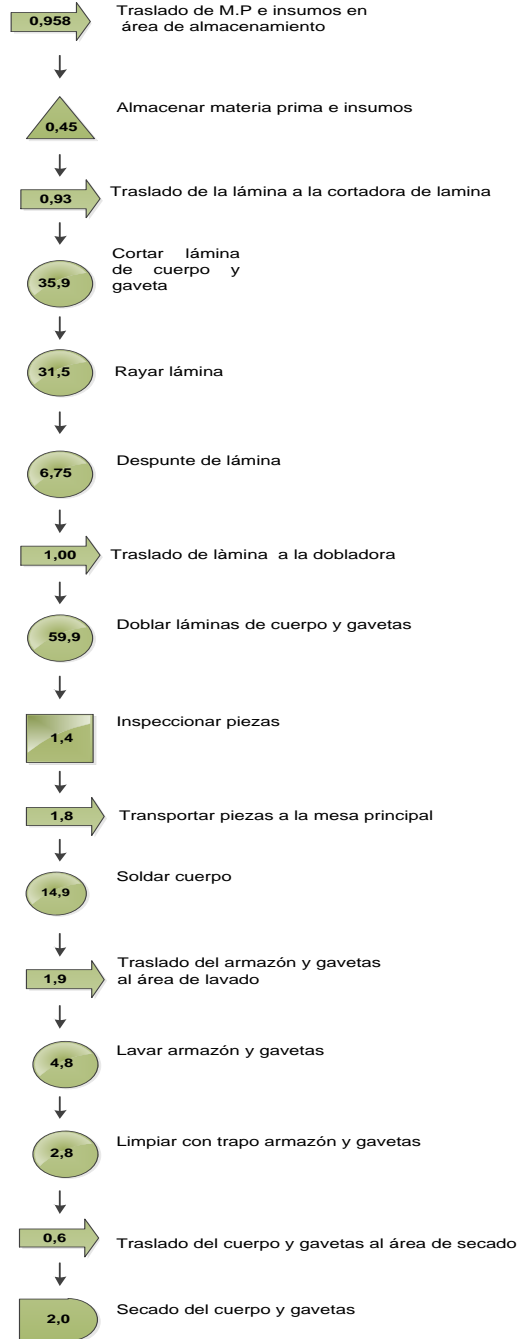 0,958
Traslado de M.P e insumos en
área de almacenamiento
0,45
Almacenar materia prima e insumos
0,93
Traslado de la lámina a la cortadora de lamina
35,9
Cortar lámina
de cuerpo y
gaveta
31,5
Rayar lámina
6,75
Despunte de lámina
1,00
Traslado de làmina a la dobladora
59,9
Doblar láminas de cuerpo y gavetas
1,4
Inspeccionar piezas
1,8
Transportar piezas a la mesa principal
14,9
Soldar cuerpo
1,9
Traslado del armazón y gavetas
al área de lavado
4,8
Lavar armazón y gavetas
2,8
Limpiar con trapo armazón y gavetas
0,6
Traslado del cuerpo y gavetas al área de secado
2,0
Secado del cuerpo y gavetas